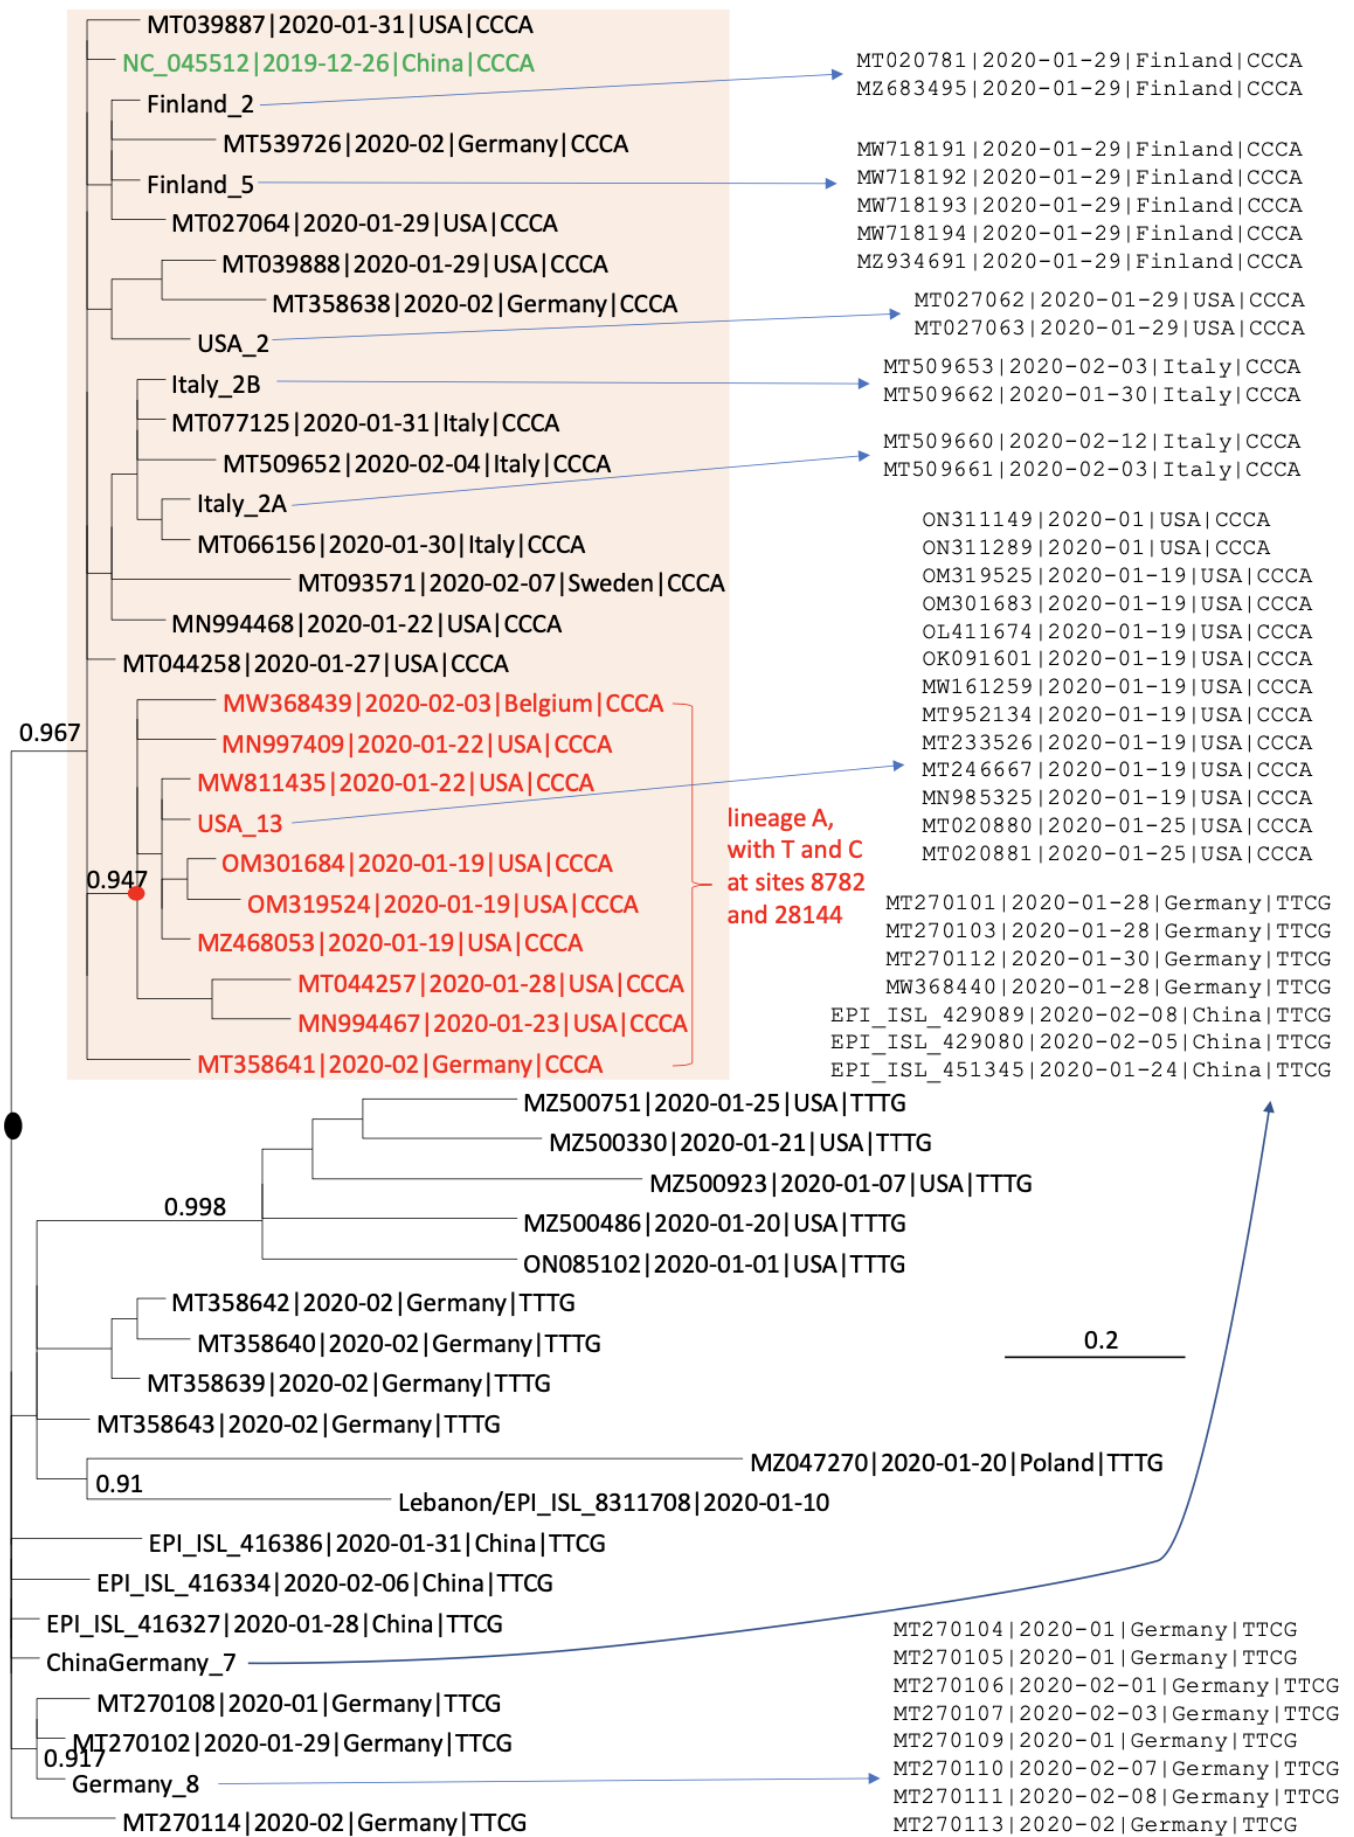 MT039887|2020-01-31|USA|CCCA
NC_045512|2019-12-26|China|CCCA
Finland_2
MT539726|2020-02|Germany|CCCA
Finland_5
MT027064|2020-01-29|USA|CCCA
MT039888|2020-01-29|USA|CCCA
MT358638|2020-02|Germany|CCCA
USA_2
Italy_2B
MT077125|2020-01-31|Italy|CCCA
MT509652|2020-02-04|Italy|CCCA
Italy_2A
MT066156|2020-01-30|Italy|CCCA
MT093571|2020-02-07|Sweden|CCCA
MN994468|2020-01-22|USA|CCCA
MT044258|2020-01-27|USA|CCCA
MW368439|2020-02-03|Belgium|CCCA
0.967
MN997409|2020-01-22|USA|CCCA
MW811435|2020-01-22|USA|CCCA
USA_13
OM301684|2020-01-19|USA|CCCA
0.947
OM319524|2020-01-19|USA|CCCA
MZ468053|2020-01-19|USA|CCCA
MT044257|2020-01-28|USA|CCCA
MN994467|2020-01-23|USA|CCCA
MT358641|2020-02|Germany|CCCA
lineage A,
with T and C
at sites 8782
and 28144
MZ500751|2020-01-25|USA|TTTG
MZ500330|2020-01-21|USA|TTTG
MZ500923|2020-01-07|USA|TTTG
0.998
MZ500486|2020-01-20|USA|TTTG
ON085102|2020-01-01|USA|TTTG
MT358642|2020-02|Germany|TTTG
MT358640|2020-02|Germany|TTTG
MT358639|2020-02|Germany|TTTG
MT358643|2020-02|Germany|TTTG
MZ047270|2020-01-20|Poland|TTTG
0.91
Lebanon/EPI_ISL_8311708|2020-01-10
EPI_ISL_416386|2020-01-31|China|TTCG
EPI_ISL_416334|2020-02-06|China|TTCG
EPI_ISL_416327|2020-01-28|China|TTCG
ChinaGermany_7
MT270108|2020-01|Germany|TTCG
MT270102|2020-01-29|Germany|TTCG
0.917
Germany_8
MT270114|2020-02|Germany|TTCG
MT020781|2020-01-29|Finland|CCCA
MZ683495|2020-01-29|Finland|CCCA
MW718191|2020-01-29|Finland|CCCA
MW718192|2020-01-29|Finland|CCCA
MW718193|2020-01-29|Finland|CCCA
MW718194|2020-01-29|Finland|CCCA
MZ934691|2020-01-29|Finland|CCCA
MT027062|2020-01-29|USA|CCCA
MT027063|2020-01-29|USA|CCCA
MT509653|2020-02-03|Italy|CCCA
MT509662|2020-01-30|Italy|CCCA
MT509660|2020-02-12|Italy|CCCA
MT509661|2020-02-03|Italy|CCCA
ON311149|2020-01|USA|CCCA
ON311289|2020-01|USA|CCCA
OM319525|2020-01-19|USA|CCCA
OM301683|2020-01-19|USA|CCCA
OL411674|2020-01-19|USA|CCCA
OK091601|2020-01-19|USA|CCCA
MW161259|2020-01-19|USA|CCCA
MT952134|2020-01-19|USA|CCCA
MT233526|2020-01-19|USA|CCCA
MT246667|2020-01-19|USA|CCCA
MN985325|2020-01-19|USA|CCCA
MT020880|2020-01-25|USA|CCCA
MT020881|2020-01-25|USA|CCCA
MT270101|2020-01-28|Germany|TTCG
MT270103|2020-01-28|Germany|TTCG
MT270112|2020-01-30|Germany|TTCG
MW368440|2020-01-28|Germany|TTCG
EPI_ISL_429089|2020-02-08|China|TTCG
EPI_ISL_429080|2020-02-05|China|TTCG
EPI_ISL_451345|2020-01-24|China|TTCG
0.2
MT270104|2020-01|Germany|TTCG
MT270105|2020-01|Germany|TTCG
MT270106|2020-02-01|Germany|TTCG
MT270107|2020-02-03|Germany|TTCG
MT270109|2020-01|Germany|TTCG
MT270110|2020-02-07|Germany|TTCG
MT270111|2020-02-08|Germany|TTCG
MT270113|2020-02|Germany|TTCG